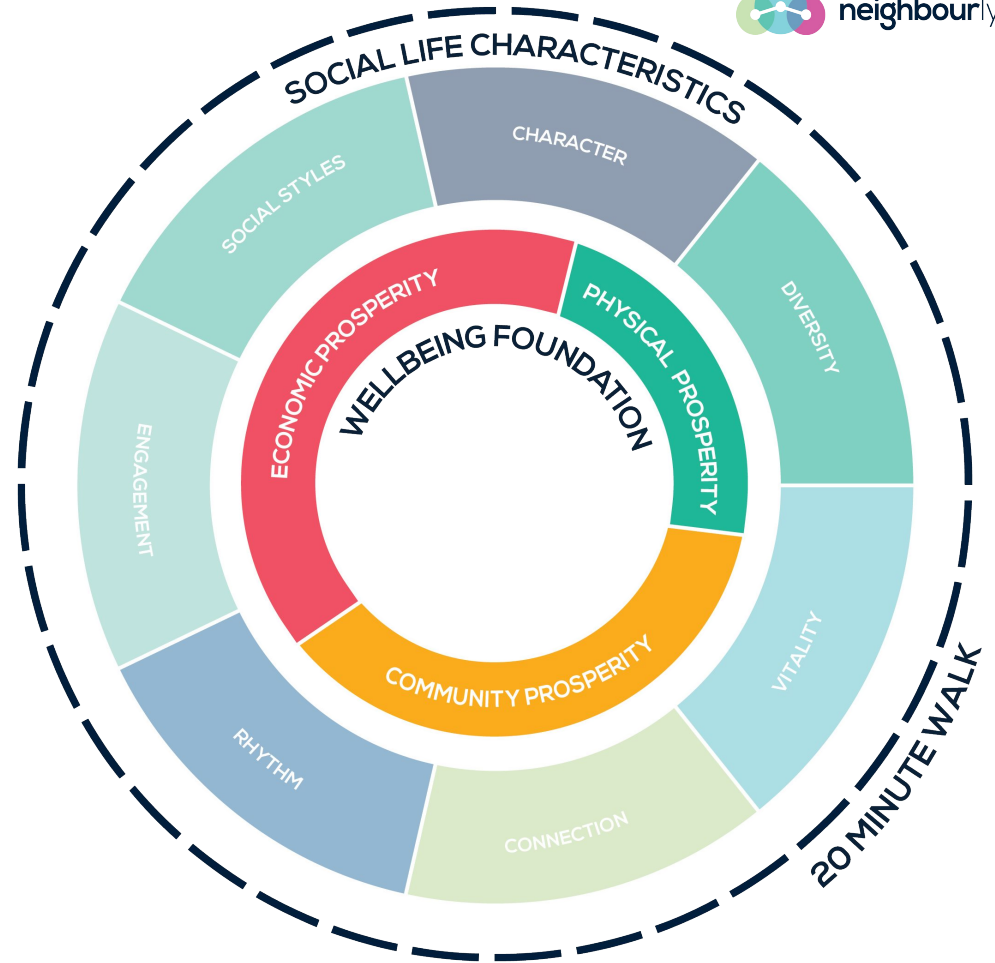 neighbourly
SOCIAL LIFE CHARACTERISTICS
CHARACTER
DIVERSITY
VITALITY
CONNECTION
RHYTHM
ENGAGEMENT
SOCIAL STYLES
ECONOMIC PROSPERITY
PHYSICAL PROSPERITY
COMMUNITY PROSPERITY
WELLBEING FOUNDATION
20 MINUTE WALK